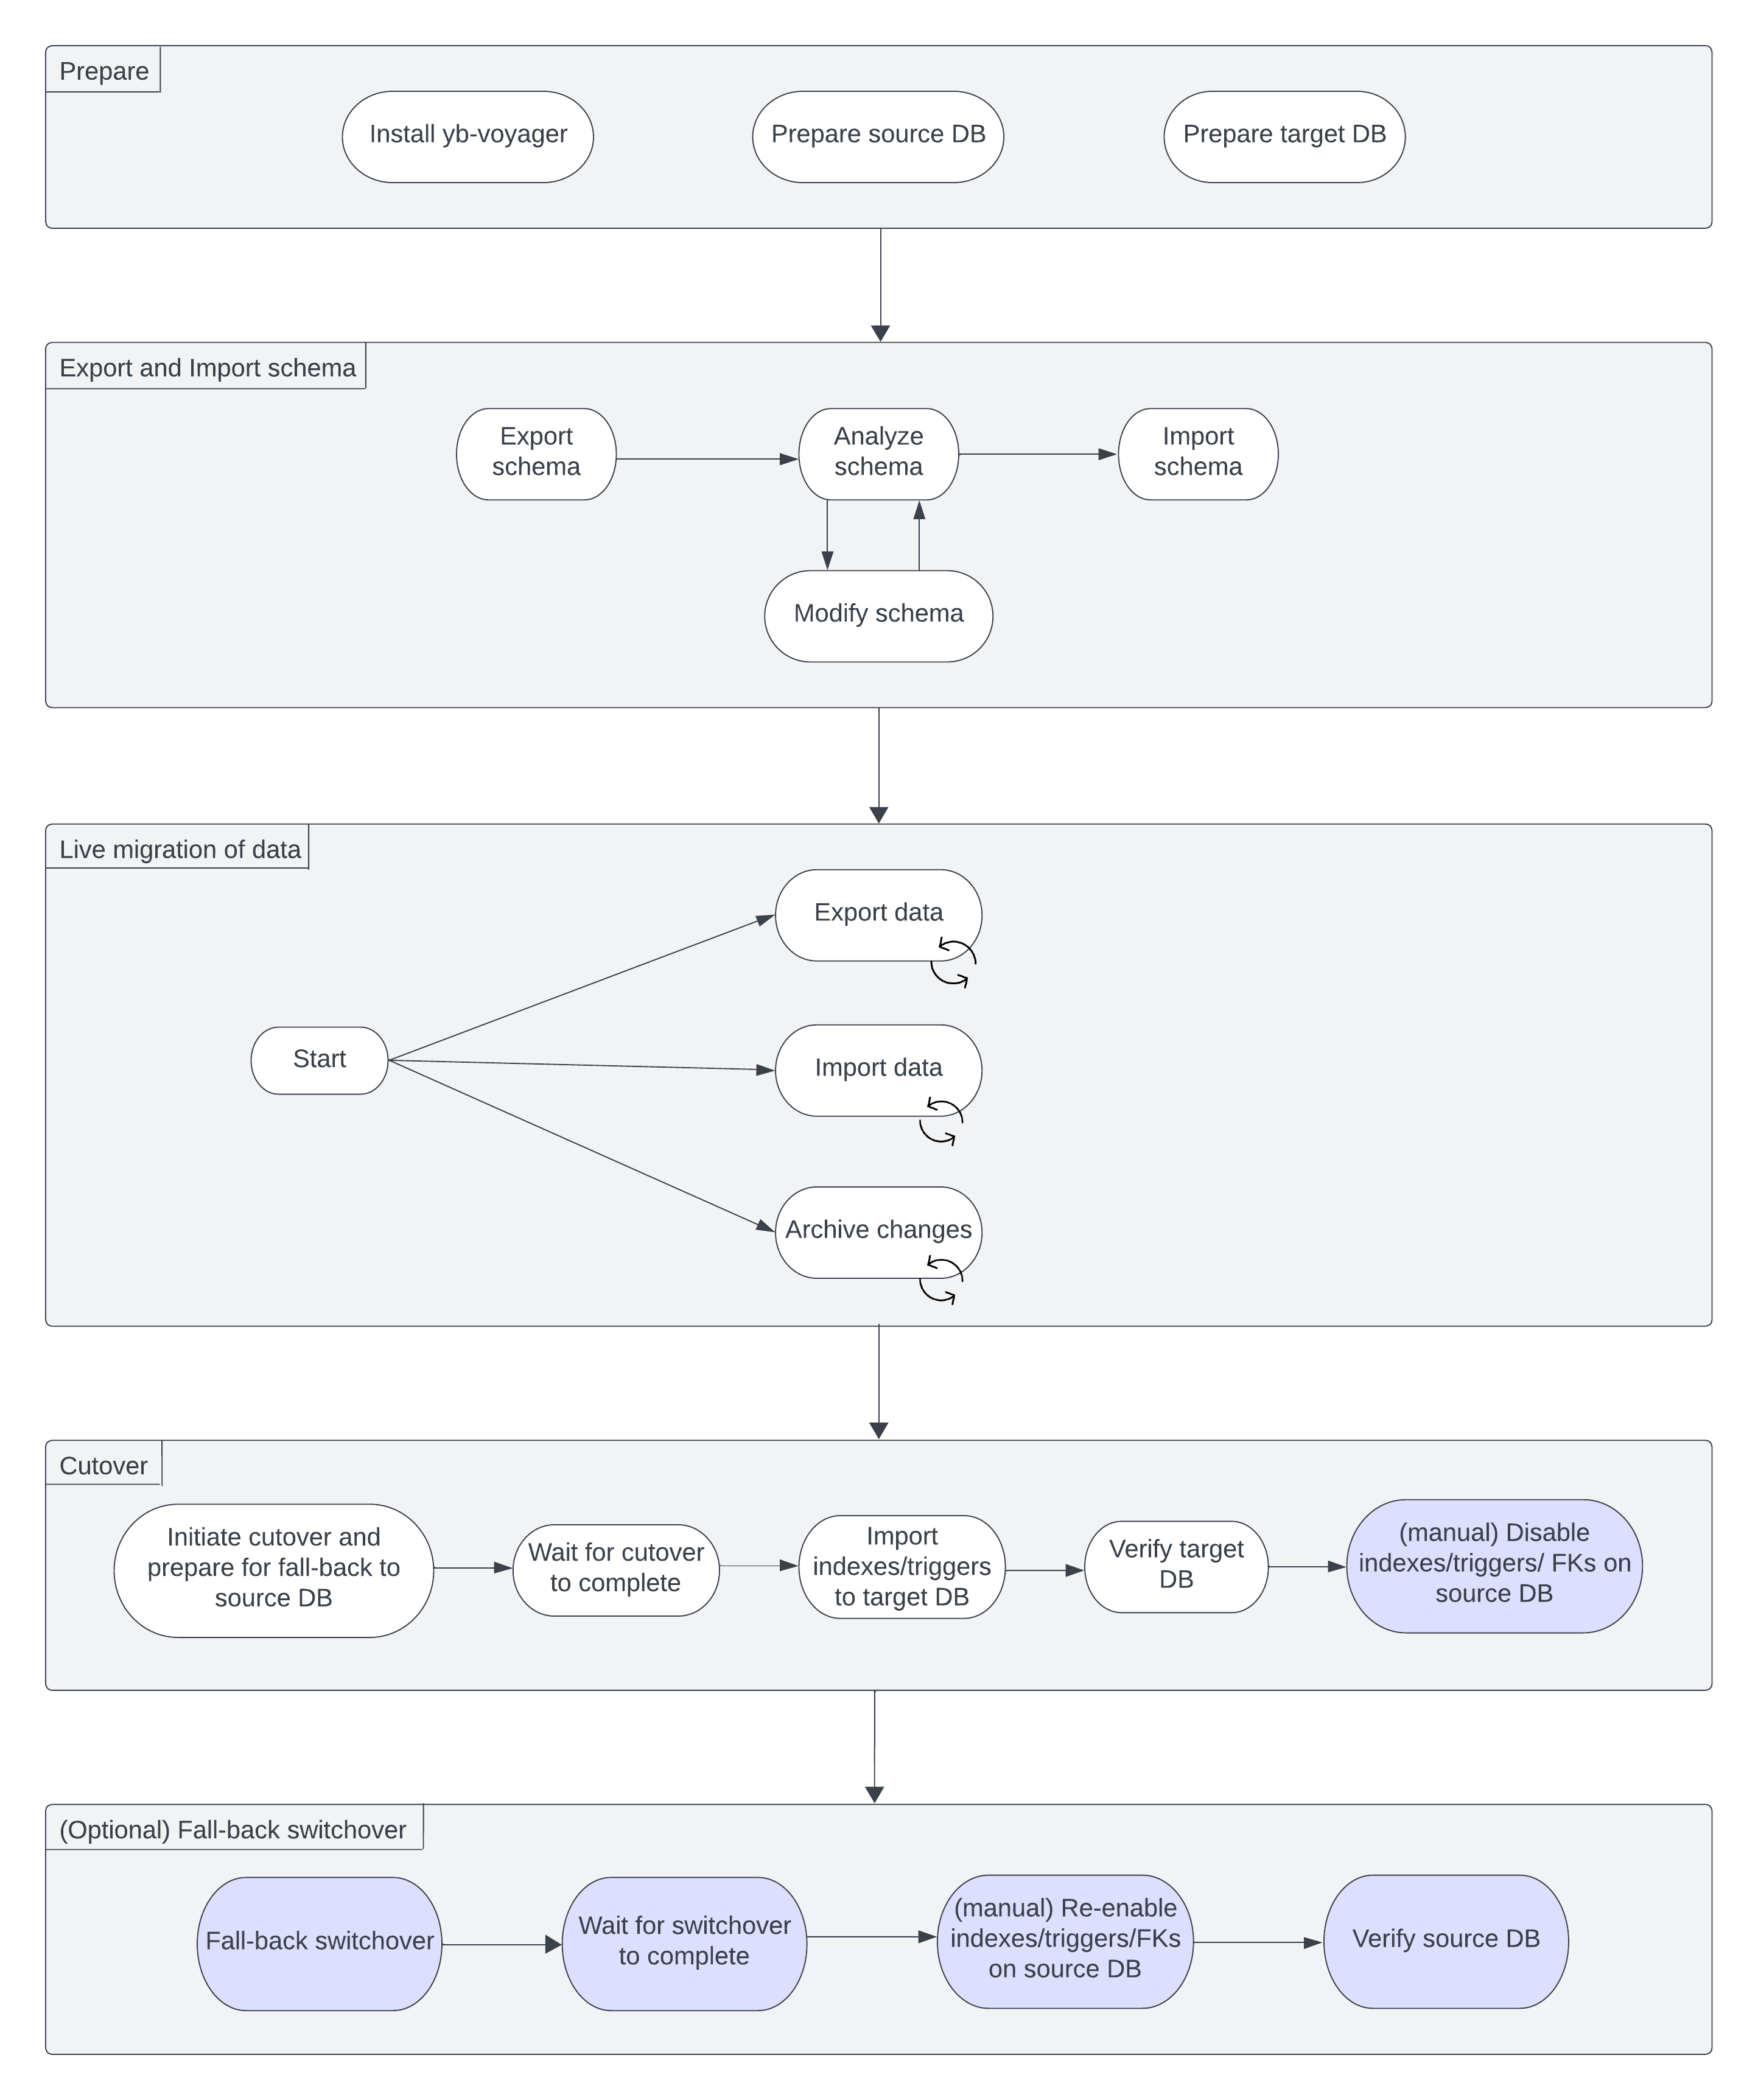 Prepare
Install yb-voyager
Prepare source DB
Prepare target DB
Export and Import schema
Export
schema
Analyze
schema
Import
schema
Modify schema
Live migration of data
Export data
Start
Import data
Archive changes
Cutover
Initiate cutover and
prepare for fall-back to
source DB
Wait for cutover
to complete
Import
indexes/triggers
to target DB
Verify target
DB
(manual) Disable
indexes/triggers/ FKs on
source DB
(Optional) Fall-back switchover
Fall-back switchover
Wait for switchover
to complete
(manual) Re-enable
indexes/triggers/FKs
on source DB
Verify source DB